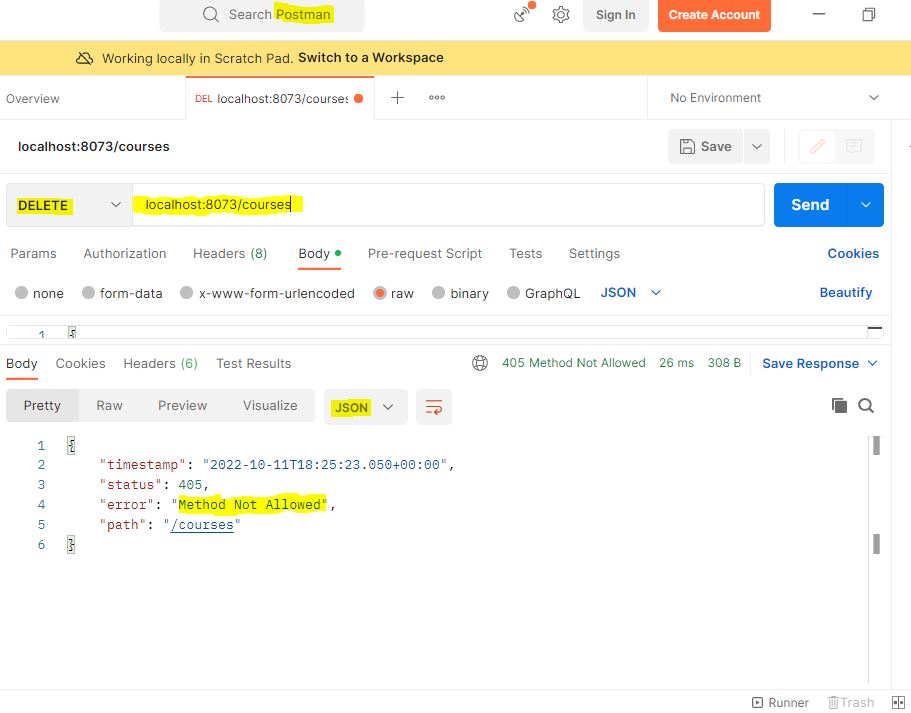 Search Postman
Sign In
Create Account
Working locally in Scratch Pad. Switch to a Workspace
Overview
DEL localhost:8073/courses
No Environment
localhost:8073/courses
Save
DELETE
localhost:8073/courses
Send
Params Authorization Headers (8) Body Pre-request Script Tests Settings Cookies
none form-data x-www-form-urlencoded raw binary GraphQL JSON Beautify
1 {
Body Cookies Headers (6) Test Results 405 Method Not Allowed 26 ms 308 B Save Response
Pretty Raw Preview Visualize JSON
1 {
2 "timestamp": "2022-10-11T18:25:23.050+00:00",
3 "status": 405,
4 "error": "Method Not Allowed",
5 "path": "/courses"
6 }
Runner Trash